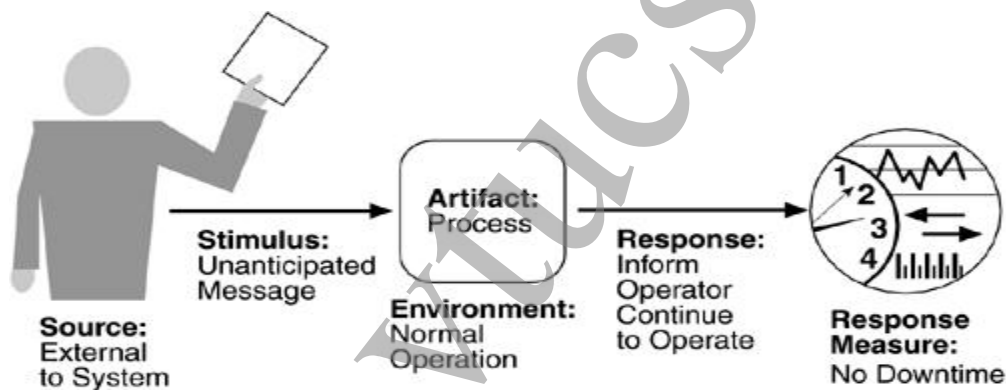 Source:
External
to System
Stimulus:
Unanticipated
Message
Artifact:
Process
Environment:
Normal
Operation
Response:
Inform
Operator
Continue
to Operate
1
2
3
4
Response
Measure:
No Downtime
vtucs